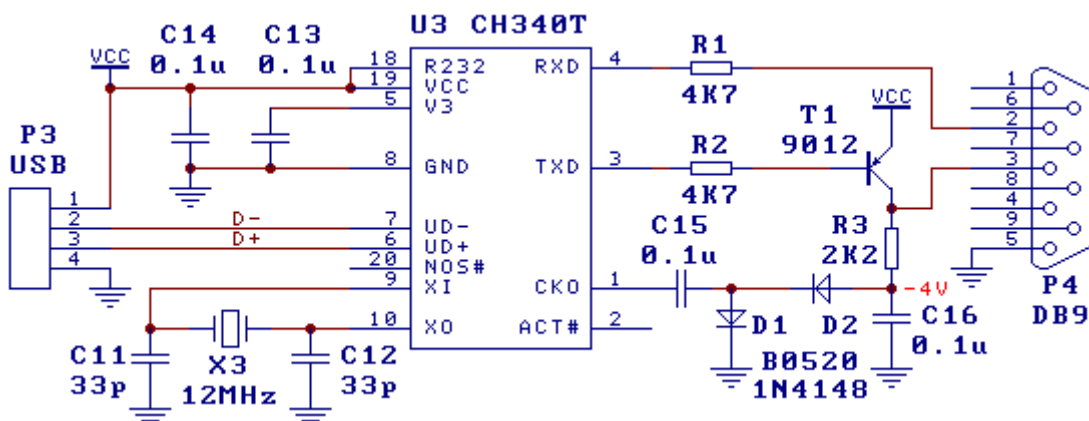 U3 CH340T
C14
C13
R1
VCC
0.1u
0.1u
18
R232
RXD
4
19
VCC
4K7
VCC
1
5
V3
T1
6
P3
9012
2
USB
R2
7
8
GND
TXD
3
3
1
4K7
8
2
D-
7
UD-
C15
R3
4
3
D+
6
UD+
0.1u
2K2
9
4
20
NOS#
5
9
XI
CKO
1
-4V
P4
10
XO
ACT#
2
D1
D2
C16
DB9
C11
X3
C12
0.1u
33p
12MHz
33p
B0520
1N4148